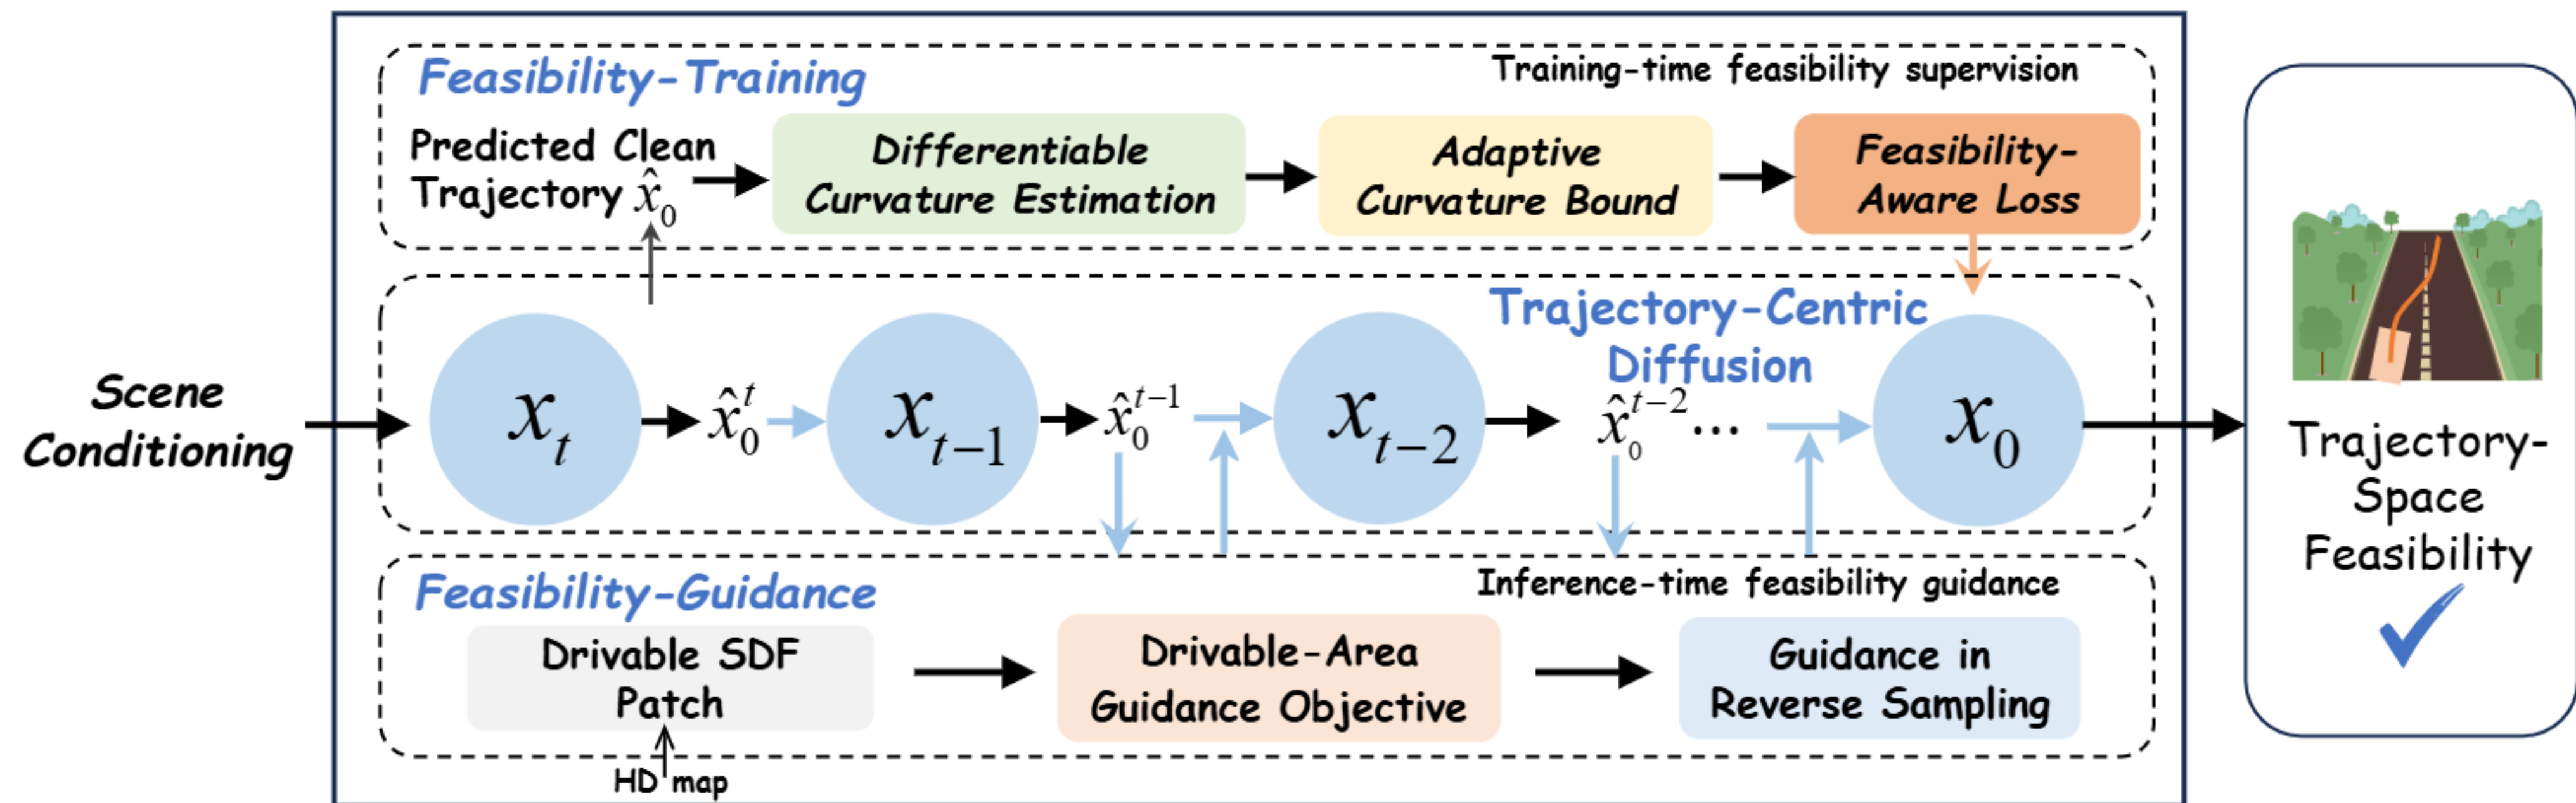 Feasibility-Training
Training-time feasibility supervision
Predicted Clean
Trajectory x̂₀
Differentiable
Curvature Estimation
Adaptive
Curvature Bound
Feasibility-
Aware Loss
Scene
Conditioning
Trajectory-Centric
Diffusion
xₜ
x̂₀ᵗ
xₜ₋₁
x̂₀ᵗ⁻¹
xₜ₋₂
x̂₀ᵗ⁻² ...
x₀
Feasibility-Guidance
Inference-time feasibility guidance
Drivable SDF
Patch
HD map
Drivable-Area
Guidance Objective
Guidance in
Reverse Sampling
Trajectory-
Space
Feasibility